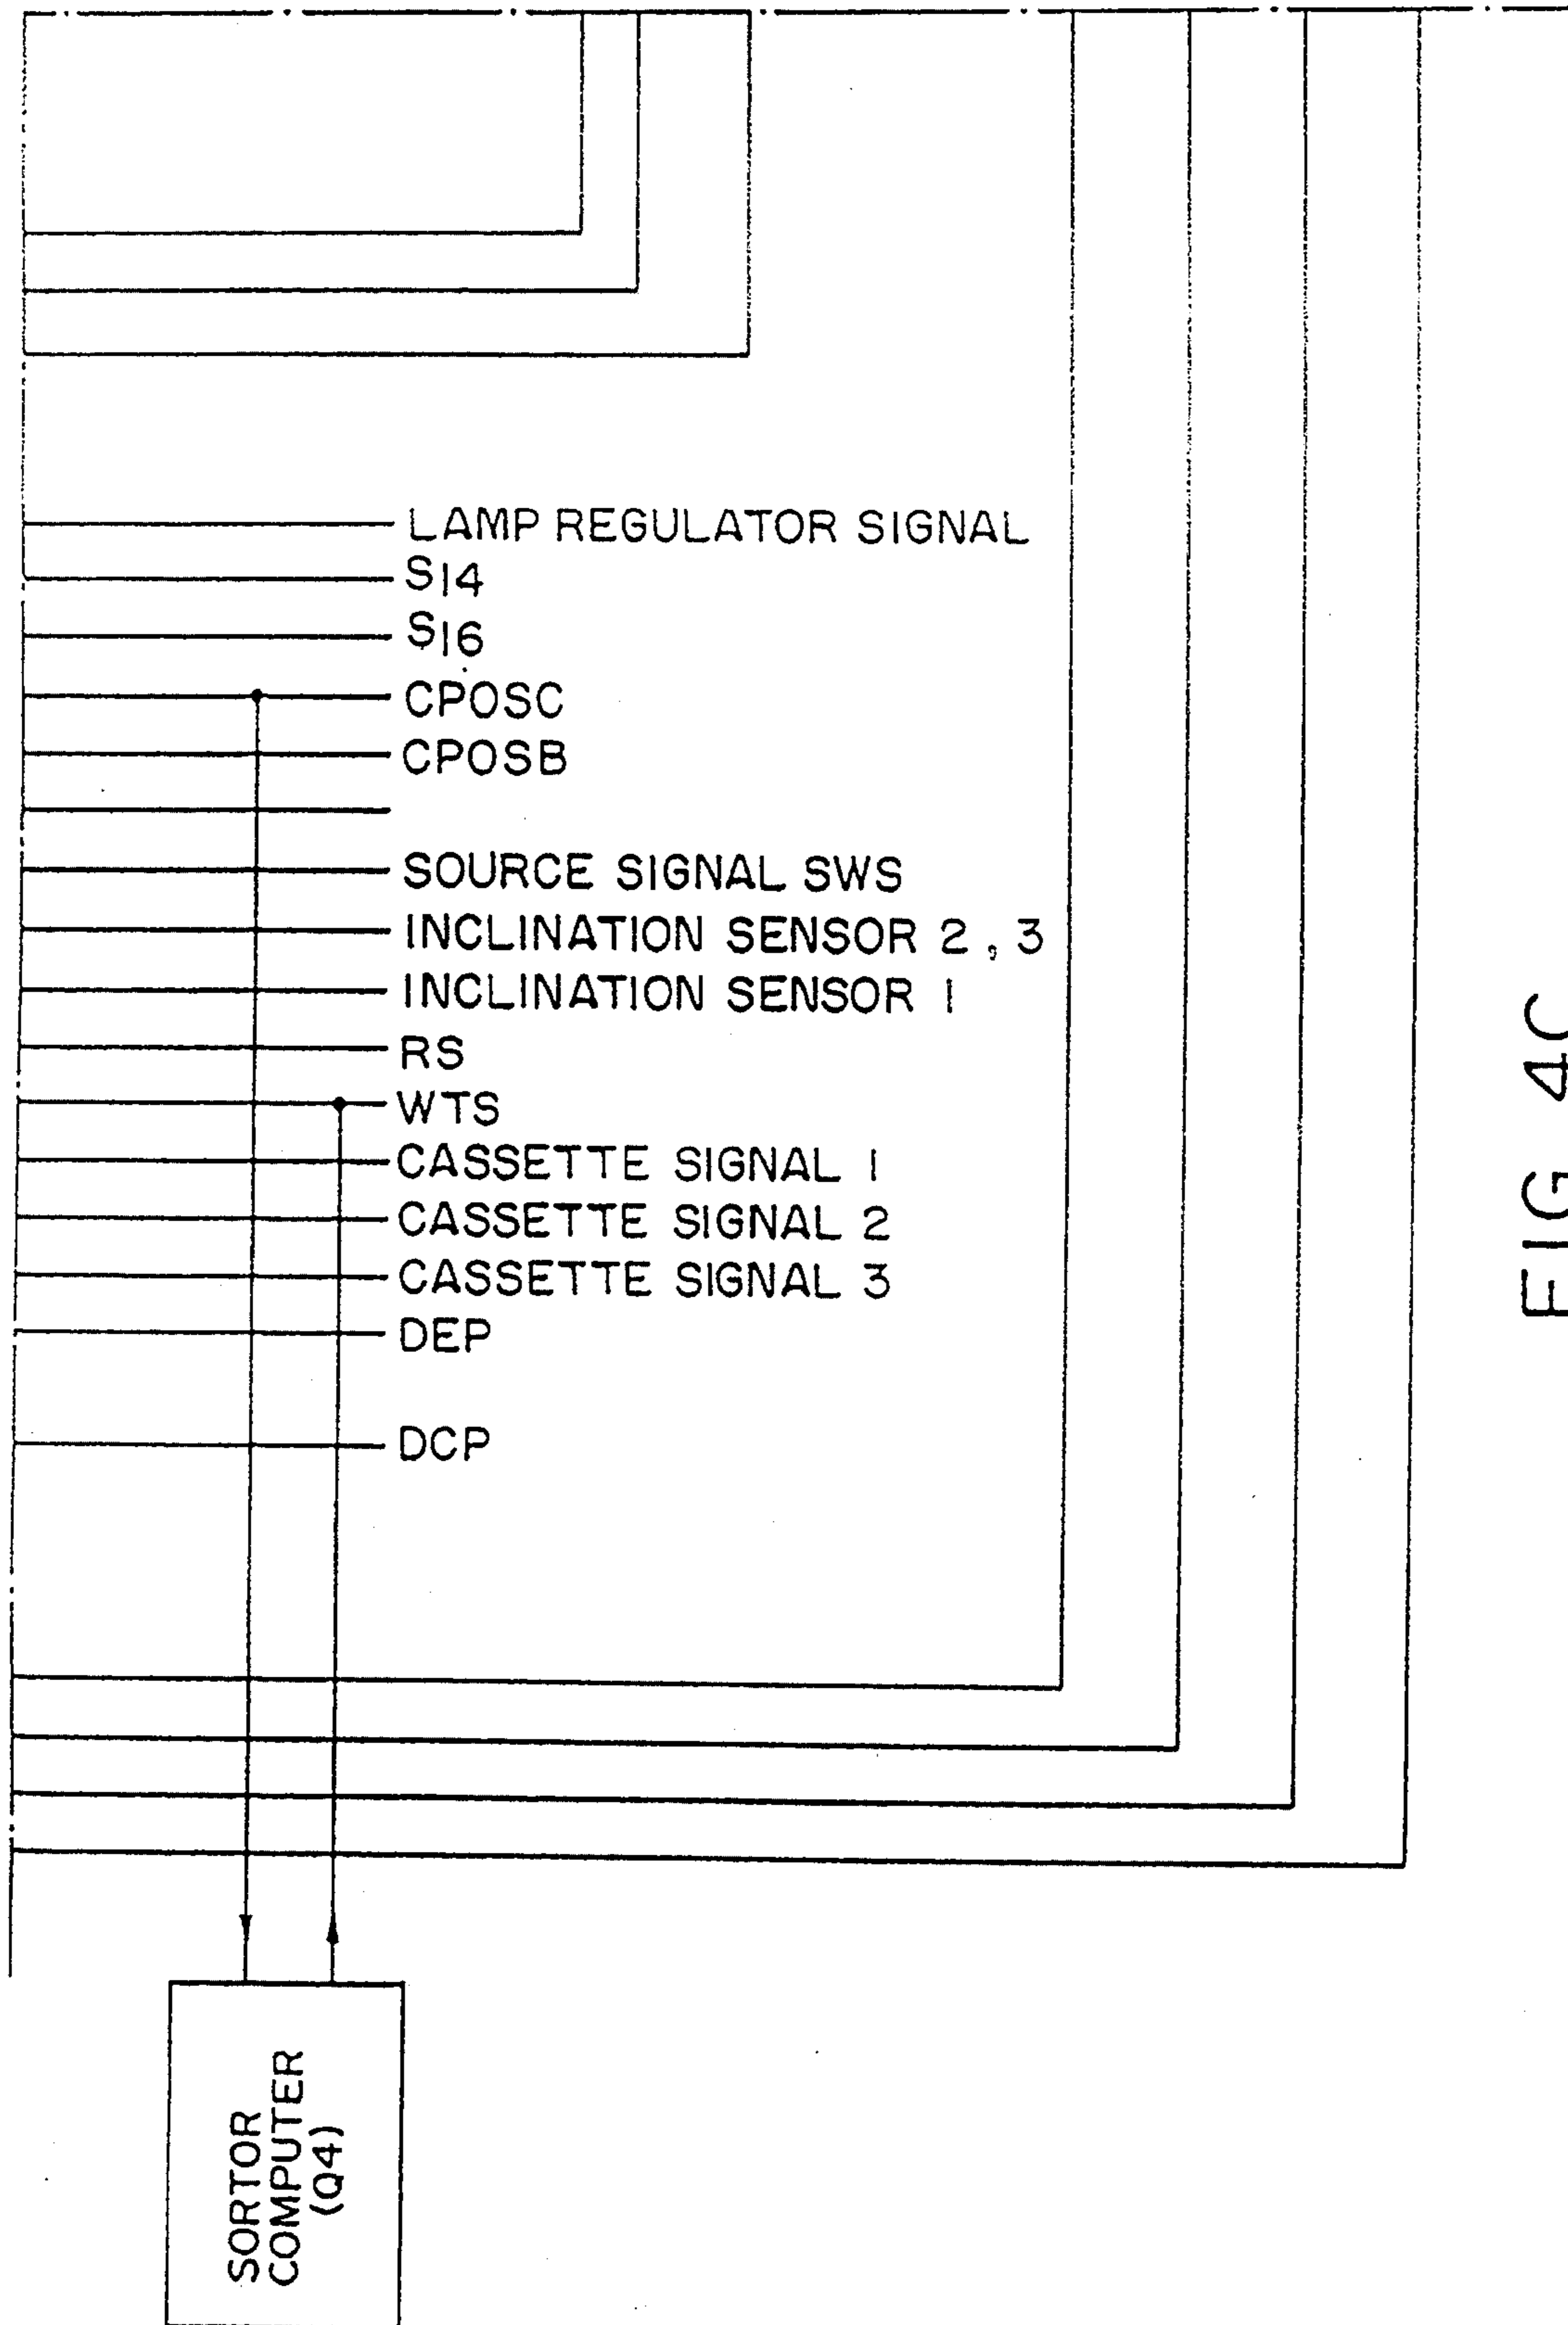 LAMP REGULATOR SIGNAL
S14
S16
CPOSC
CPOSB
SOURCE SIGNAL SWS
INCLINATION SENSOR 2, 3
INCLINATION SENSOR 1
RS
WTS
CASSETTE SIGNAL 1
CASSETTE SIGNAL 2
CASSETTE SIGNAL 3
DEP
DCP
SORTOR
COMPUTER
(Q4)
FIG 4C